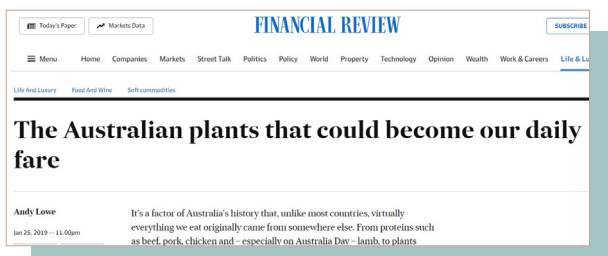 Today's Paper Markets Data FINANCIAL REVIEW SUBSCRIBE
Menu Home Companies Markets Street Talk Politics Policy World Property Technology Opinion Wealth Work & Careers Life & Lu
Life And Luxury Food And Wine Soft commodities
The Australian plants that could become our daily
fare
Andy Lowe
Jan 25, 2019 — 11.00pm
It's a factor of Australia's history that, unlike most countries, virtually
everything we eat originally came from somewhere else. From proteins such
as beef, pork, chicken and – especially on Australia Day – lamb, to plants